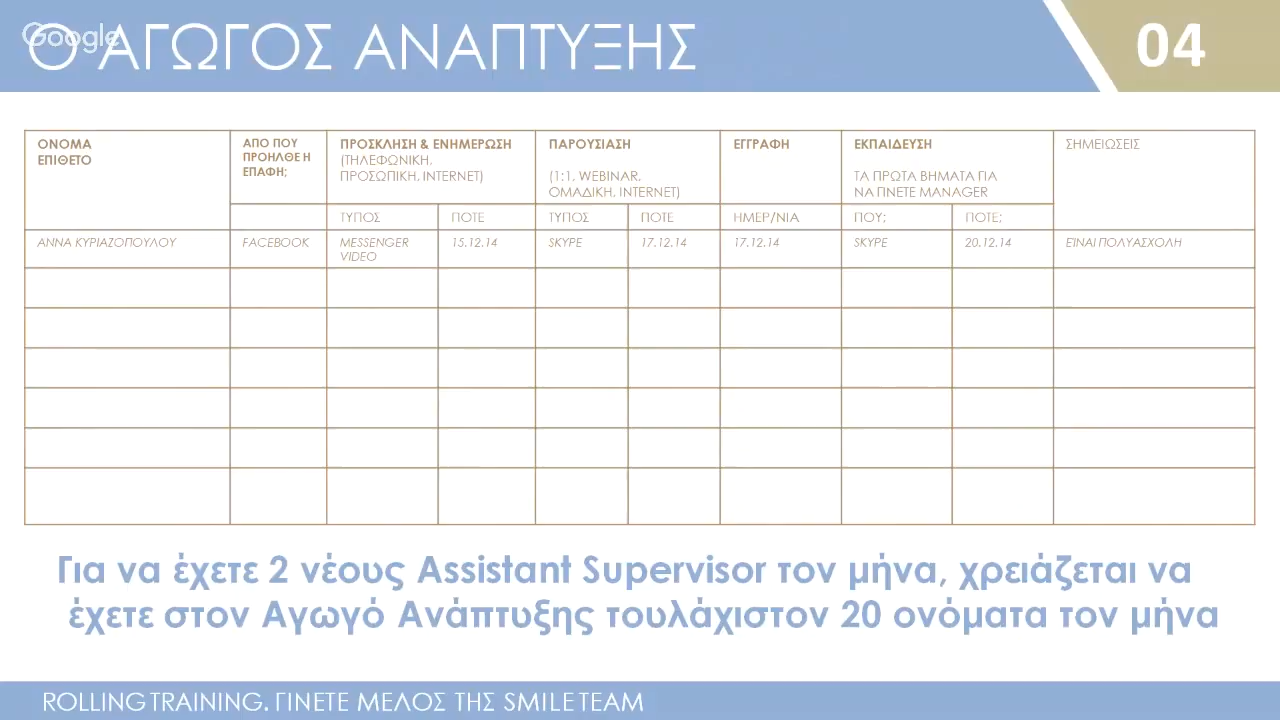 Google
Ο ΑΓΩΓΟΣ ΑΝΑΠΤΥΞΗΣ
04
ΟΝΟΜΑ
ΕΠΙΘΕΤΟ
ΑΠΟ ΠΟΥ
ΠΡΟΗΛΘΕ Η
ΕΠΑΦΗ;
ΠΡΟΣΚΛΗΣΗ & ΕΝΗΜΕΡΩΣΗ
(ΤΗΛΕΦΩΝΙΚΗ,
ΠΡΟΣΩΠΙΚΗ, INTERNET)
ΠΑΡΟΥΣΙΑΣΗ
(1:1, WEBINAR,
ΟΜΑΔΙΚΗ, INTERNET)
ΕΓΓΡΑΦΗ
ΕΚΠΑΙΔΕΥΣΗ
ΤΑ ΠΡΩΤΑ ΒΗΜΑΤΑ ΓΙΑ
ΝΑ ΓΙΝΕΤΕ MANAGER
ΣΗΜΕΙΩΣΕΙΣ
ΤΥΠΟΣ ΠΟΤΕ ΤΥΠΟΣ ΠΟΤΕ ΗΜΕΡ/ΝΙΑ ΠΟΥ; ΠΟΤΕ;
ΑΝΝΑ ΚΥΡΙΑΖΟΠΟΥΛΟΥ FACEBOOK MESSENGER 15.12.14 SKYPE 17.12.14 17.12.14 SKYPE 20.12.14 ΕΊΝΑΙ ΠΟΛΥΑΣΧΟΛΗ
VIDEO
Για να έχετε 2 νέους Assistant Supervisor τον μήνα, χρειάζεται να
έχετε στον Αγωγό Ανάπτυξης τουλάχιστον 20 ονόματα τον μήνα
ROLLING TRAINING. ΓΙΝΕΤΕ ΜΕΛΟΣ ΤΗΣ SMILE TEAM